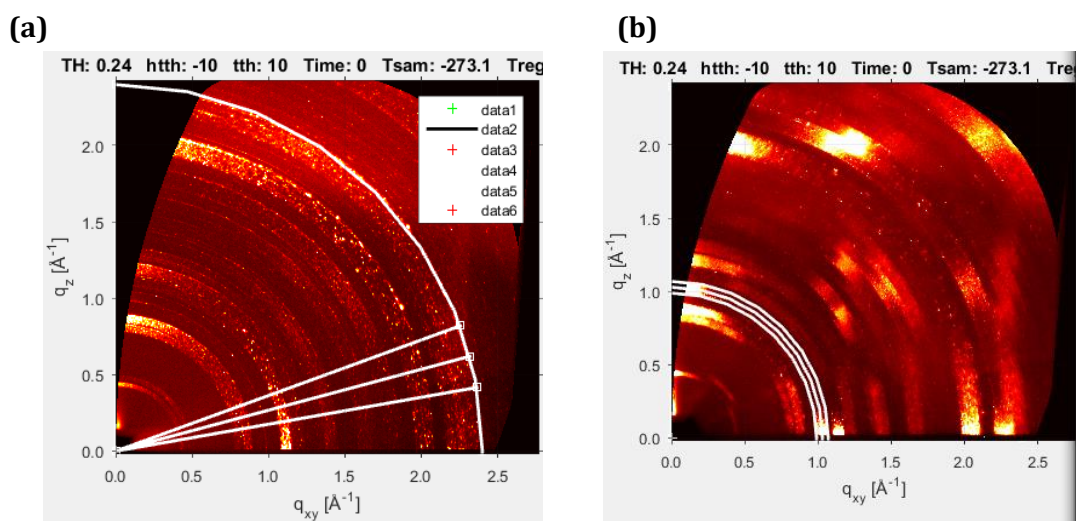 (a)
TH: 0.24 htth: -10 tth: 10 Time: 0 Tsam: -273.1 Treg
data1
data2
data3
data4
data5
data6
2.0
1.5
1.0
0.5
0.0
q_z [Å^-1]
0.0 0.5 1.0 1.5 2.0 2.5
q_xy [Å^-1]
(b)
TH: 0.24 htth: -10 tth: 10 Time: 0 Tsam: -273.1 Treg
2.0
1.5
1.0
0.5
0.0
q_z [Å^-1]
0.0 0.5 1.0 1.5 2.0 2.5
q_xy [Å^-1]